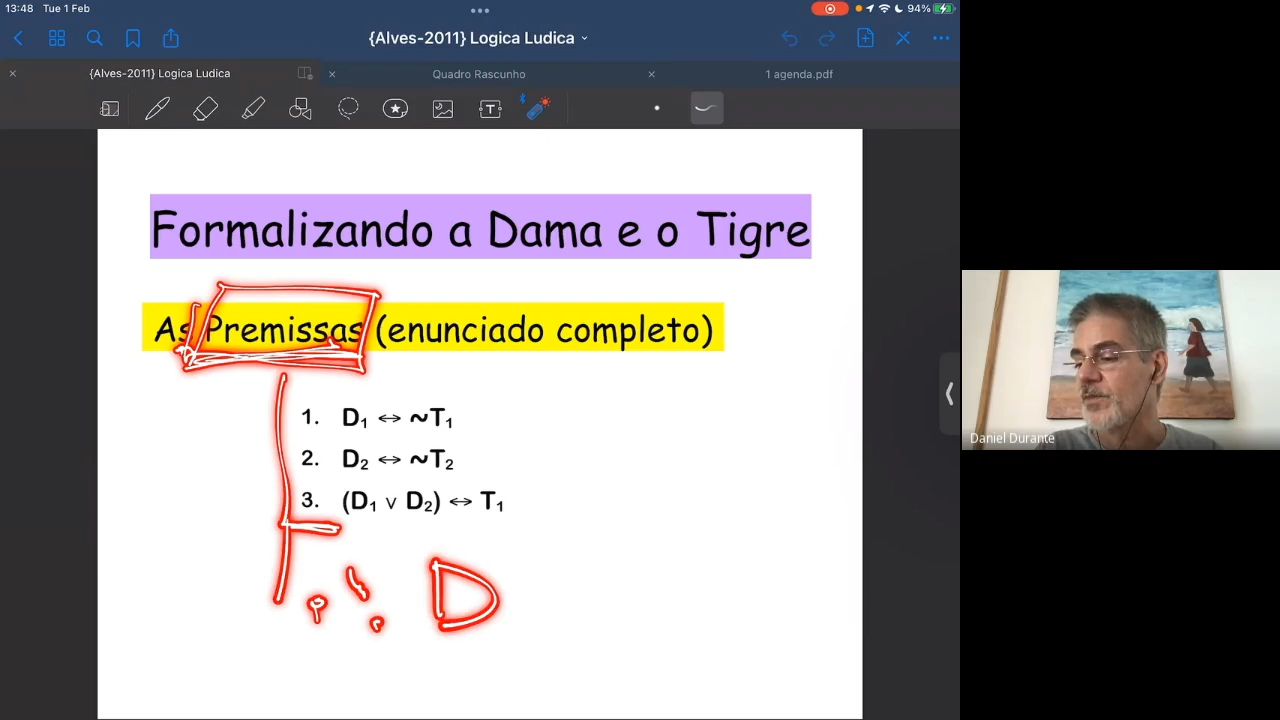 13:48 Tue 1 Feb 94%
{Alves-2011} Logica Ludica
{Alves-2011} Logica Ludica Quadro Rascunho 1 agenda.pdf
T
Formalizando a Dama e o Tigre
As Premissas (enunciado completo)
1. D₁ ↔ ~T₁
2. D₂ ↔ ~T₂
3. (D₁ ∨ D₂) ↔ T₁
D
Daniel Durante